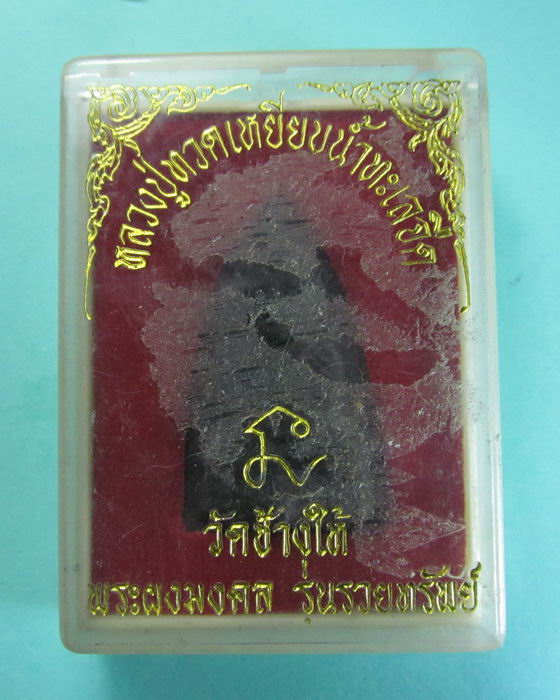 หลวงปู่ทวดเหยียบน้ำทะเลจืด
วัดช้างให้
พระผงมงคล รุ่นรวยทรัพย์